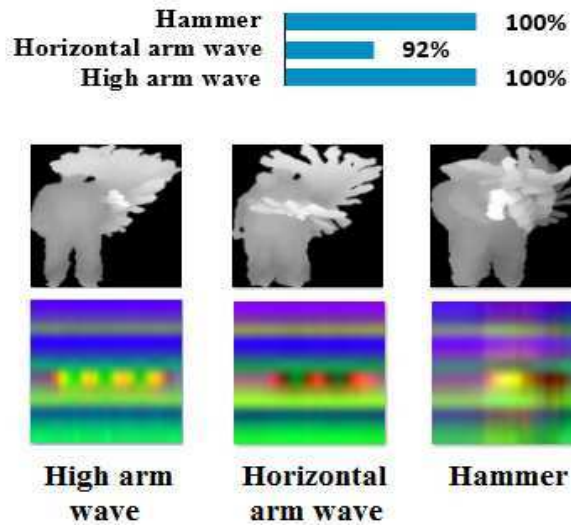 Hammer 100%
Horizontal arm wave 92%
High arm wave 100%
High arm wave
Horizontal arm wave
Hammer